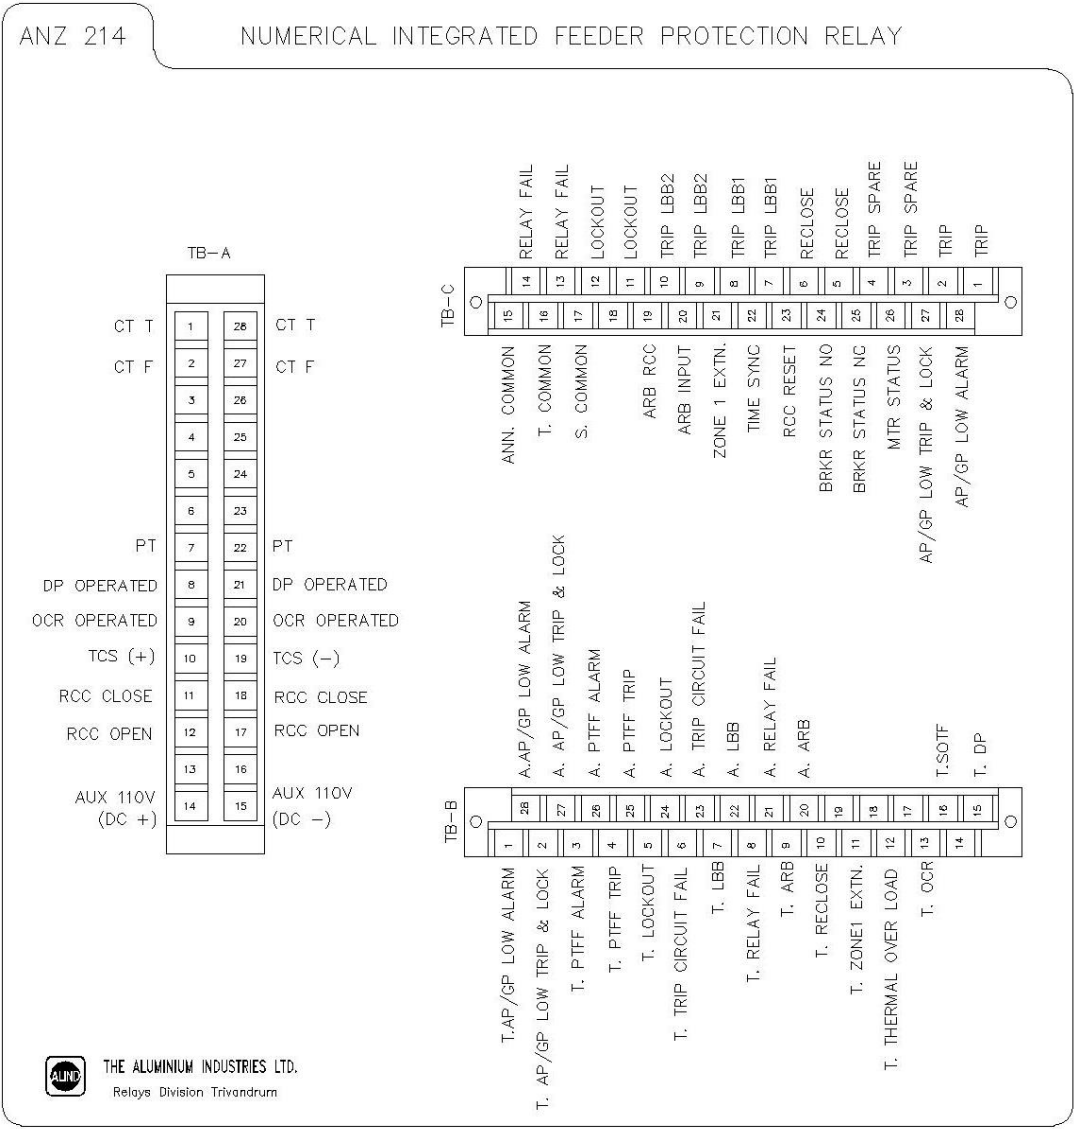 ANZ 214
NUMERICAL INTEGRATED FEEDER PROTECTION RELAY
TB-A
CT T 1 28 CT T
CT F 2 27 CT F
3 26
4 25
5 24
6 23
PT 7 22 PT
DP OPERATED 8 21 DP OPERATED
OCR OPERATED 9 20 OCR OPERATED
TCS (+) 10 19 TCS (-)
RCC CLOSE 11 18 RCC CLOSE
RCC OPEN 12 17 RCC OPEN
13 16
AUX 110V (DC +) 14 15 AUX 110V (DC -)
TB-C
RELAY FAIL 14
RELAY FAIL 13
LOCKOUT 12
LOCKOUT 11
TRIP LBB2 10
TRIP LBB2 9
TRIP LBB1 8
TRIP LBB1 7
RECLOSE 6
RECLOSE 5
TRIP SPARE 4
TRIP SPARE 3
TRIP 2
TRIP 1
15 ANN. COMMON
16 T. COMMON
17 S. COMMON
18
19 ARB RCC
20 ARB INPUT
21 ZONE 1 EXTN.
22 TIME SYNC
23 RCC RESET
24 BRKR STATUS NO
25 BRKR STATUS NC
26 MTR STATUS
27 AP/GP LOW TRIP & LOCK
28 AP/GP LOW ALARM
TB-B
A.AP/GP LOW ALARM 28
A. AP/GP LOW TRIP & LOCK 27
A. PTFF ALARM 26
A. PTFF TRIP 25
A. LOCKOUT 24
A. TRIP CIRCUIT FAIL 23
A. LBB 22
A. RELAY FAIL 21
A. ARB 20
19
18
17
T.SOTF 16
T. DP 15
1 T.AP/GP LOW ALARM
2 T. AP/GP LOW TRIP & LOCK
3 T. PTFF ALARM
4 T. PTFF TRIP
5 T. LOCKOUT
6 T. TRIP CIRCUIT FAIL
7 T. LBB
8 T. RELAY FAIL
9 T. ARB
10 T. RECLOSE
11 T. ZONE1 EXTN.
12 T. THERMAL OVER LOAD
13 T. OCR
14
ALIND
THE ALUMINIUM INDUSTRIES LTD.
Relays Division Trivandrum